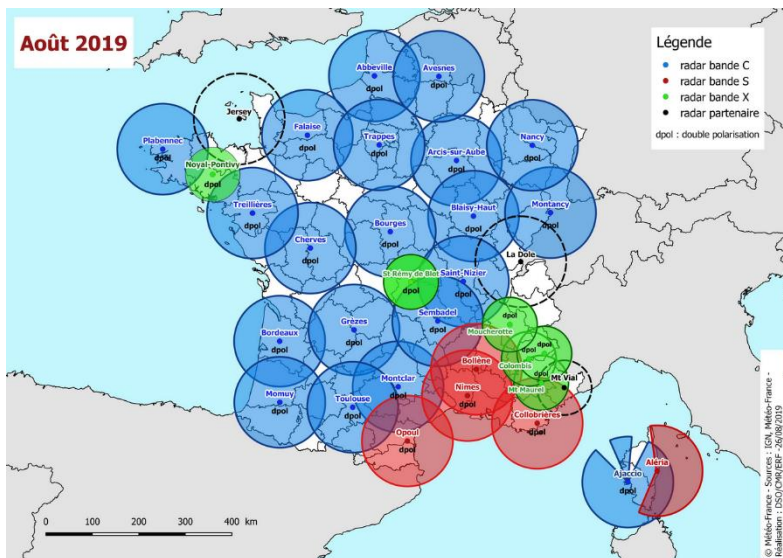 Août 2019
Légende
radar bande C
radar bande S
radar bande X
radar partenaire
dpol : double polarisation
Abbeville
dpol
Avesnes
dpol
Jersey
Plabennec
dpol
Falaise
dpol
Trappes
dpol
Arcis-sur-Aube
dpol
Nancy
dpol
Noyal-Pontivy
dpol
Treillières
dpol
Cherves
dpol
Bourges
dpol
Blaisy-Haut
dpol
Montancy
dpol
La Dole
St Rémy de Blot
dpol
Saint-Nizier
dpol
Bordeaux
dpol
Grèzes
dpol
Sembadel
dpol
dpol
Moucherotte
dpol
Colombis
dpol
Mt Maurel
Mt Vial
Bollène
dpol
Momuy
dpol
Toulouse
dpol
Montclar
dpol
Nîmes
dpol
Opoul
dpol
Collobrières
dpol
Ajaccio
dpol
Aléria
0 100 200 300 400 km
Météo-France - Sources : IGN, Météo-France -
éalisation : DSO/CMR/ERF -26/08/2019